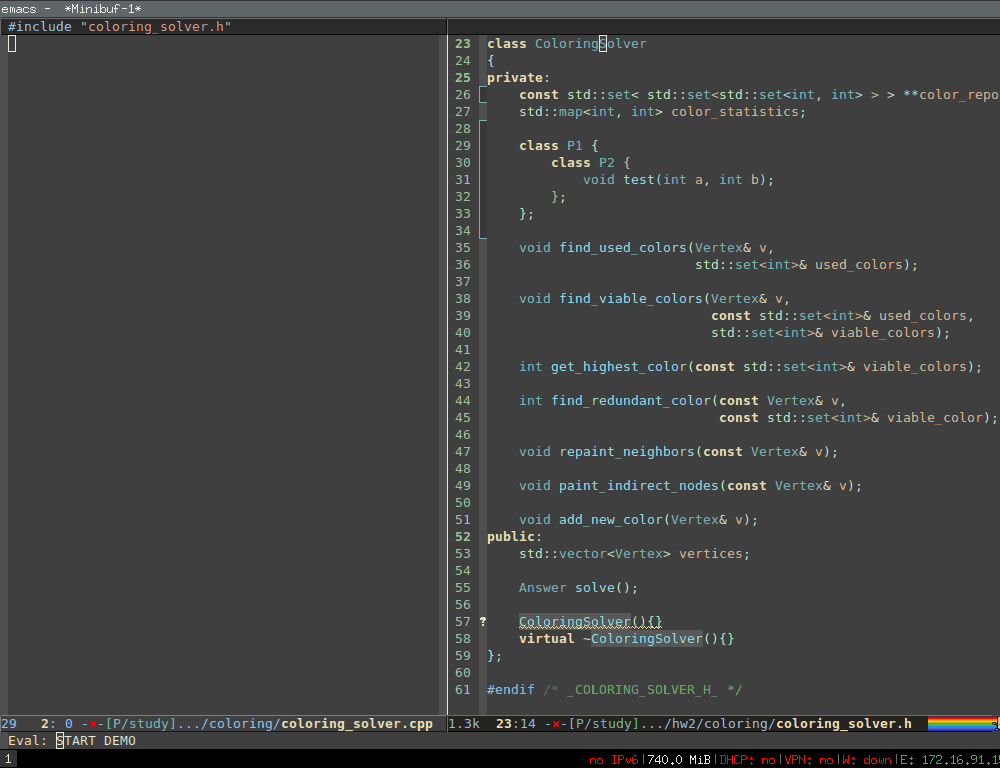 emacs - *Minibuf-1*
#include "coloring_solver.h"
23 class ColoringSolver
24 {
25 private:
26     const std::set< std::set<std::set<int, int> > > **color_repo
27     std::map<int, int> color_statistics;
28
29     class P1 {
30         class P2 {
31             void test(int a, int b);
32         };
33     };
34
35     void find_used_colors(Vertex& v,
36                           std::set<int>& used_colors);
37
38     void find_viable_colors(Vertex& v,
39                             const std::set<int>& used_colors,
40                             std::set<int>& viable_colors);
41
42     int get_highest_color(const std::set<int>& viable_colors);
43
44     int find_redundant_color(const Vertex& v,
45                              const std::set<int>& viable_color);
46
47     void repaint_neighbors(const Vertex& v);
48
49     void paint_indirect_nodes(const Vertex& v);
50
51     void add_new_color(Vertex& v);
52 public:
53     std::vector<Vertex> vertices;
54
55     Answer solve();
56
57 ?   ColoringSolver(){}
58     virtual ~ColoringSolver(){}
59 };
60
61 #endif /* _COLORING_SOLVER_H_ */
29   2: 0 -×-[P/study].../coloring/coloring_solver.cpp
1.3k  23:14 -×-[P/study].../hw2/coloring/coloring_solver.h
Eval: START DEMO
1
no IPv6|740.0 MiB|DHCP: no|VPN: no|W: down|E: 172.16.91.1